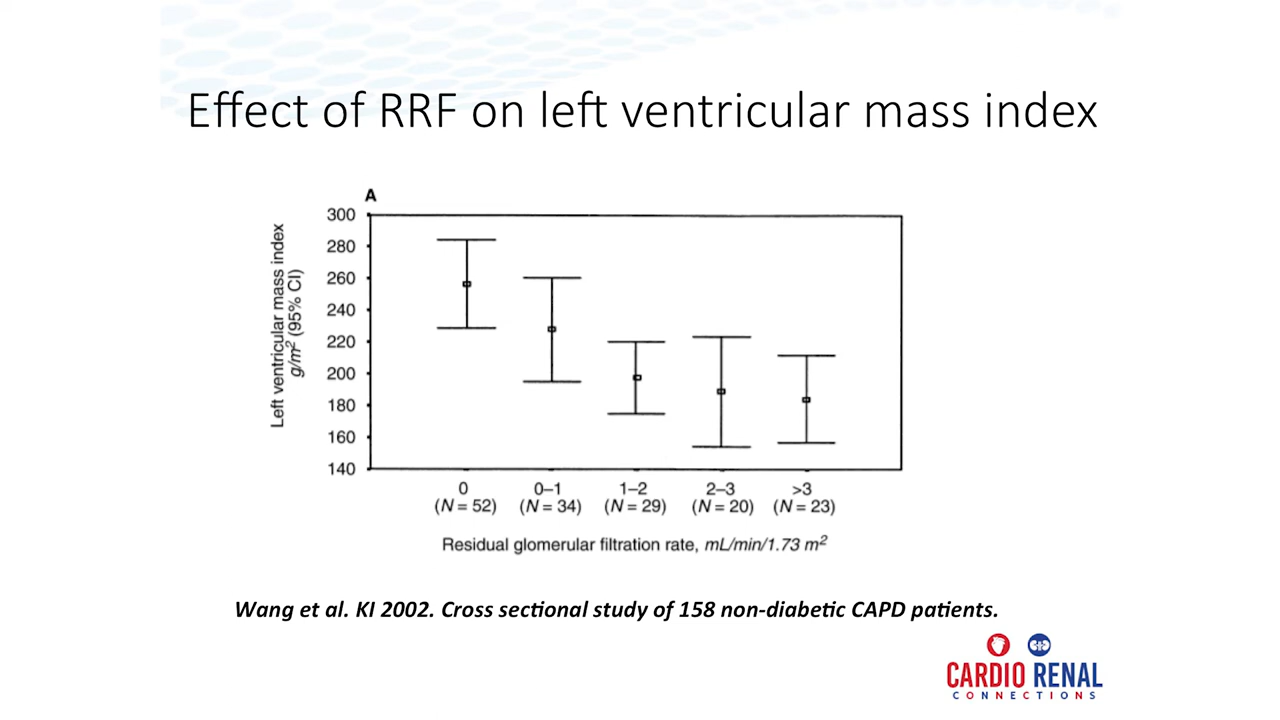 Effect of RRF on left ventricular mass index
A
Left ventricular mass index
g/m² (95% CI)
300
280
260
240
220
200
180
160
140
0 0–1 1–2 2–3 >3
(N = 52) (N = 34) (N = 29) (N = 20) (N = 23)
Residual glomerular filtration rate, mL/min/1.73 m²
Wang et al. KI 2002. Cross sectional study of 158 non-diabetic CAPD patients.
CARDIO RENAL
CONNECTIONS